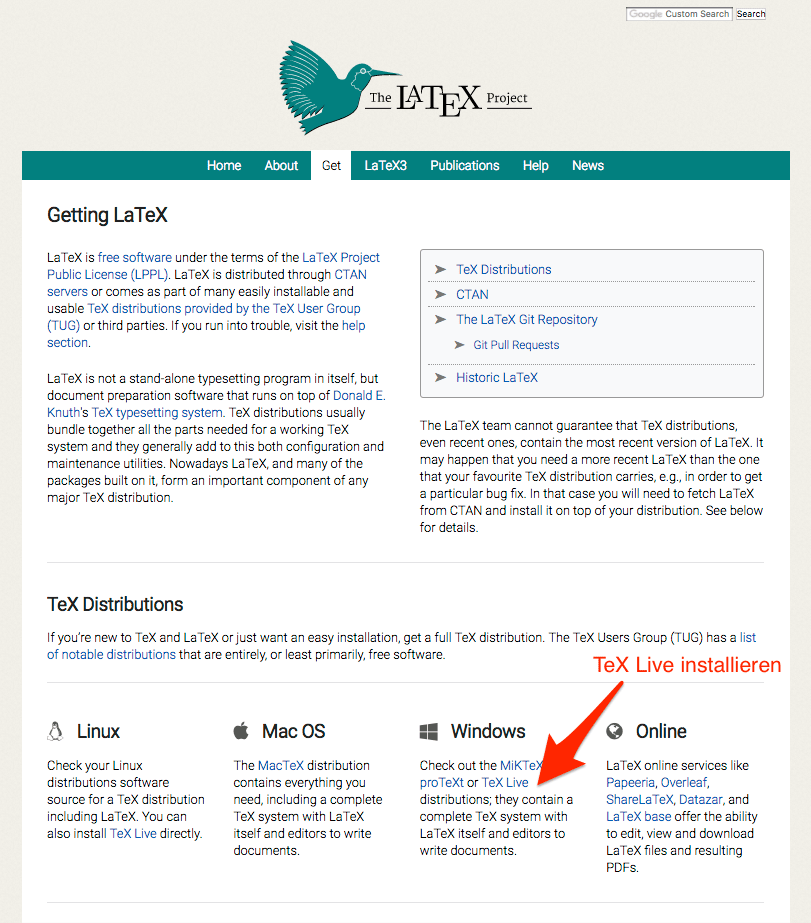 Google Custom Search Search
The LATEX Project
Home About Get LaTeX3 Publications Help News
Getting LaTeX
LaTeX is free software under the terms of the LaTeX Project
Public License (LPPL). LaTeX is distributed through CTAN
servers or comes as part of many easily installable and
usable TeX distributions provided by the TeX User Group
(TUG) or third parties. If you run into trouble, visit the help
section.
LaTeX is not a stand-alone typesetting program in itself, but
document preparation software that runs on top of Donald E.
Knuth's TeX typesetting system. TeX distributions usually
bundle together all the parts needed for a working TeX
system and they generally add to this both configuration and
maintenance utilities. Nowadays LaTeX, and many of the
packages built on it, form an important component of any
major TeX distribution.
TeX Distributions
CTAN
The LaTeX Git Repository
Git Pull Requests
Historic LaTeX
The LaTeX team cannot guarantee that TeX distributions,
even recent ones, contain the most recent version of LaTeX. It
may happen that you need a more recent LaTeX than the one
that your favourite TeX distribution carries, e.g., in order to get
a particular bug fix. In that case you will need to fetch LaTeX
from CTAN and install it on top of your distribution. See below
for details.
TeX Distributions
If you're new to TeX and LaTeX or just want an easy installation, get a full TeX distribution. The TeX Users Group (TUG) has a list
of notable distributions that are entirely, or least primarily, free software.
TeX Live installieren
Linux
Check your Linux
distributions software
source for a TeX distribution
including LaTeX. You can
also install TeX Live directly.
Mac OS
The MacTeX distribution
contains everything you
need, including a complete
TeX system with LaTeX
itself and editors to write
documents.
Windows
Check out the MiKTeX
proTeXt or TeX Live
distributions; they contain a
complete TeX system with
LaTeX itself and editors to
write documents.
Online
LaTeX online services like
Papeeria, Overleaf,
ShareLaTeX, Datazar, and
LaTeX base offer the ability
to edit, view and download
LaTeX files and resulting
PDFs.